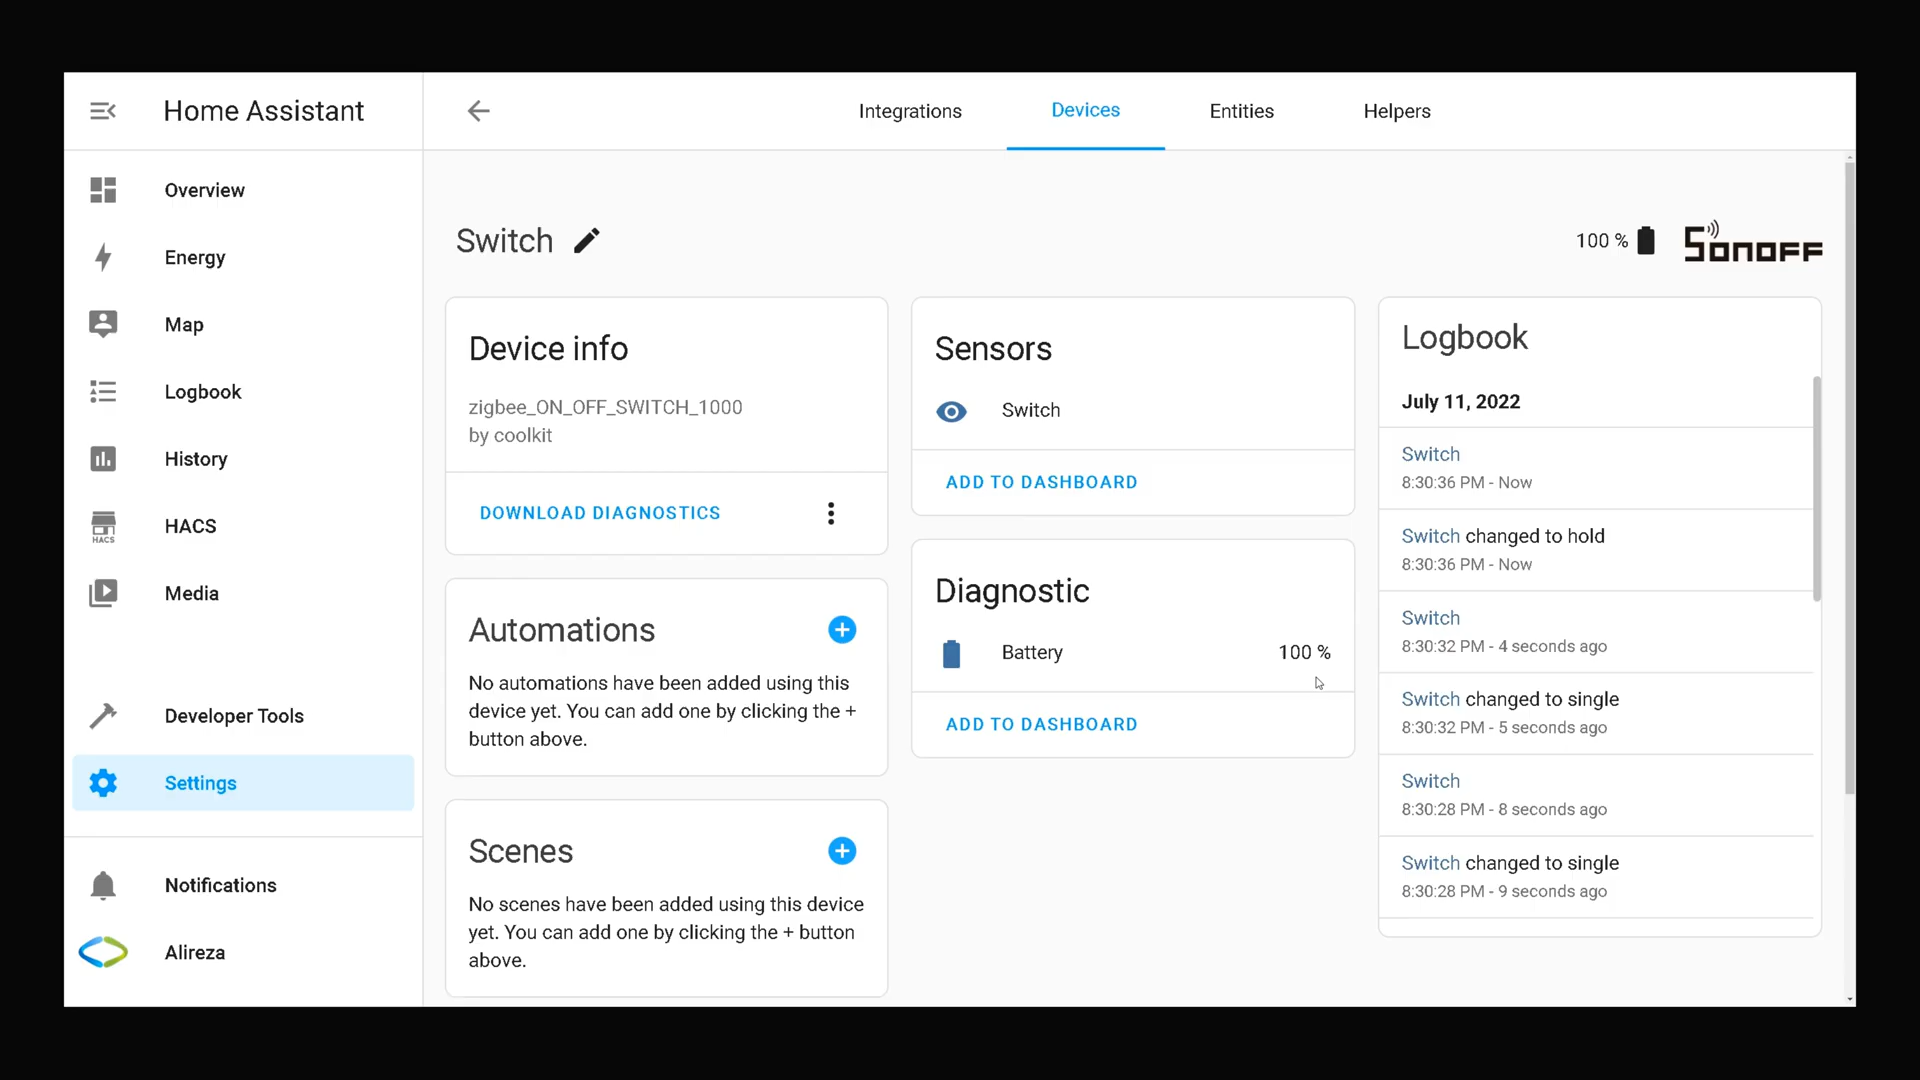 Home Assistant
Integrations
Devices
Entities
Helpers
Overview
Energy
Map
Logbook
History
HACS
HACS
Media
Developer Tools
Settings
Notifications
Alireza
Switch
100 %
SONOFF
Device info
zigbee_ON_OFF_SWITCH_1000
by coolkit
DOWNLOAD DIAGNOSTICS
Automations
No automations have been added using this
device yet. You can add one by clicking the +
button above.
Scenes
No scenes have been added using this device
yet. You can add one by clicking the + button
above.
Sensors
Switch
ADD TO DASHBOARD
Diagnostic
Battery
100 %
ADD TO DASHBOARD
Logbook
July 11, 2022
Switch
8:30:36 PM - Now
Switch changed to hold
8:30:36 PM - Now
Switch
8:30:32 PM - 4 seconds ago
Switch changed to single
8:30:32 PM - 5 seconds ago
Switch
8:30:28 PM - 8 seconds ago
Switch changed to single
8:30:28 PM - 9 seconds ago